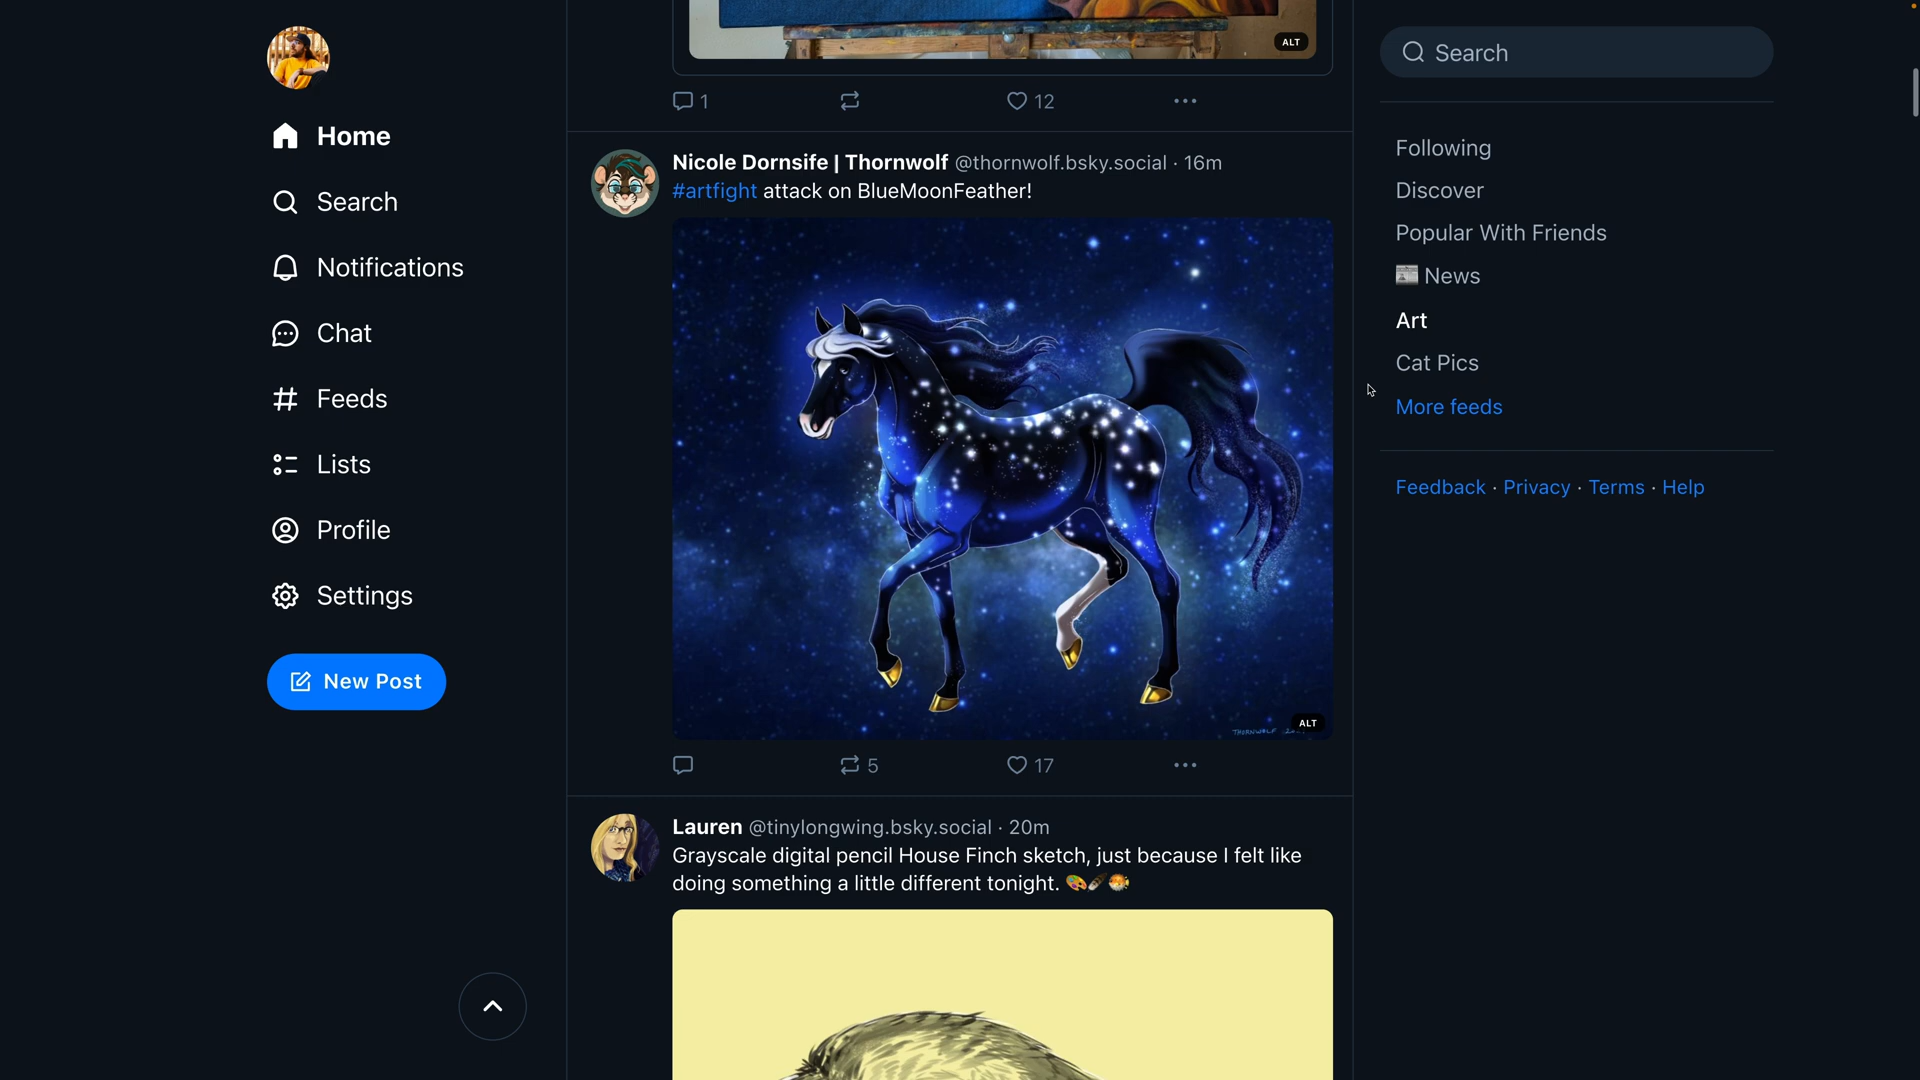 ALT
1
12
Home
Search
Notifications
Chat
Feeds
Lists
Profile
Settings
New Post
Nicole Dornsife | Thornwolf @thornwolf.bsky.social · 16m
#artfight attack on BlueMoonFeather!
THORNWOLF
ALT
5
17
Lauren @tinylongwing.bsky.social · 20m
Grayscale digital pencil House Finch sketch, just because I felt like
doing something a little different tonight. 🎨🪶🐡
Search
Following
Discover
Popular With Friends
📰 News
Art
Cat Pics
More feeds
Feedback · Privacy · Terms · Help